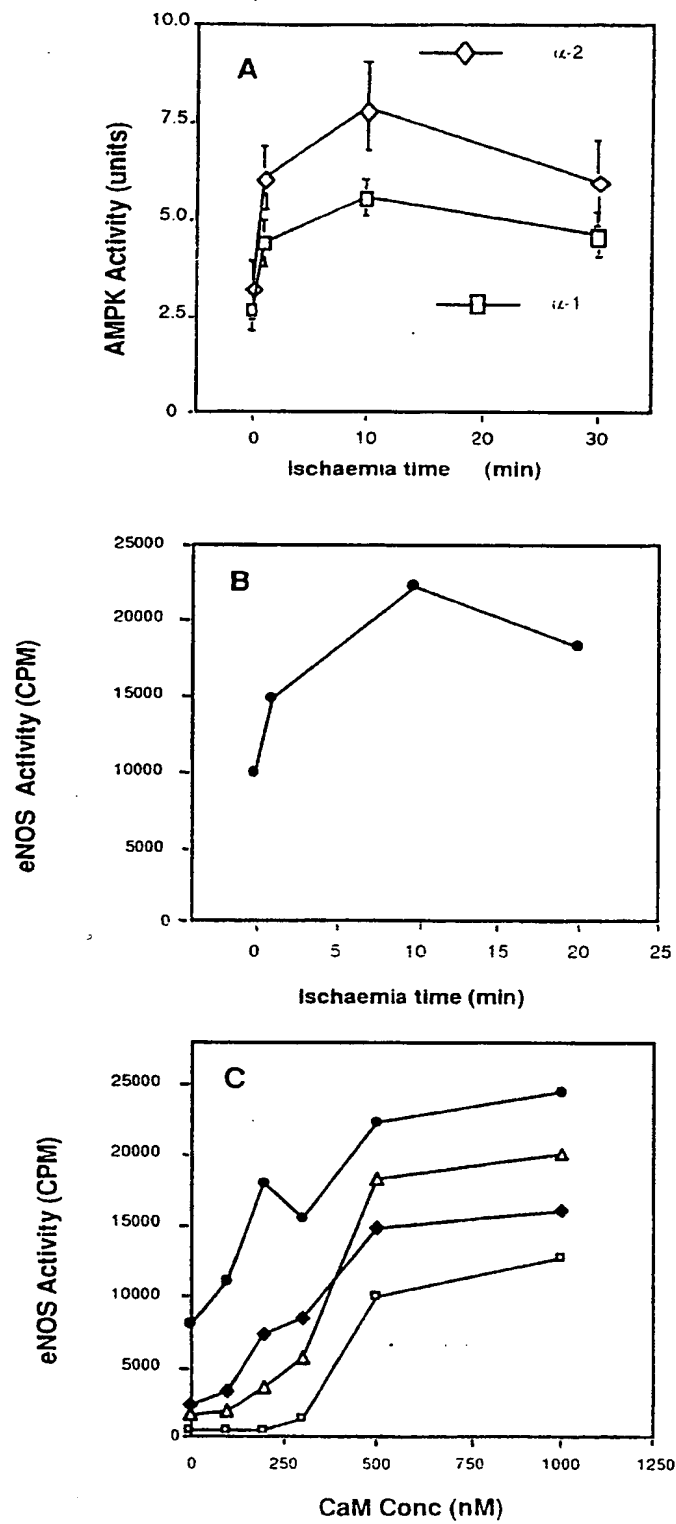 10.0
A
α-2
7.5
5.0
α-1
2.5
0
AMPK Activity (units)
0 10 20 30
Ischaemia time (min)
25000
B
20000
15000
10000
5000
0
eNOS Activity (CPM)
0 5 10 15 20 25
Ischaemia time (min)
C
25000
20000
15000
10000
5000
0
eNOS Activity (CPM)
0 250 500 750 1000 1250
CaM Conc (nM)